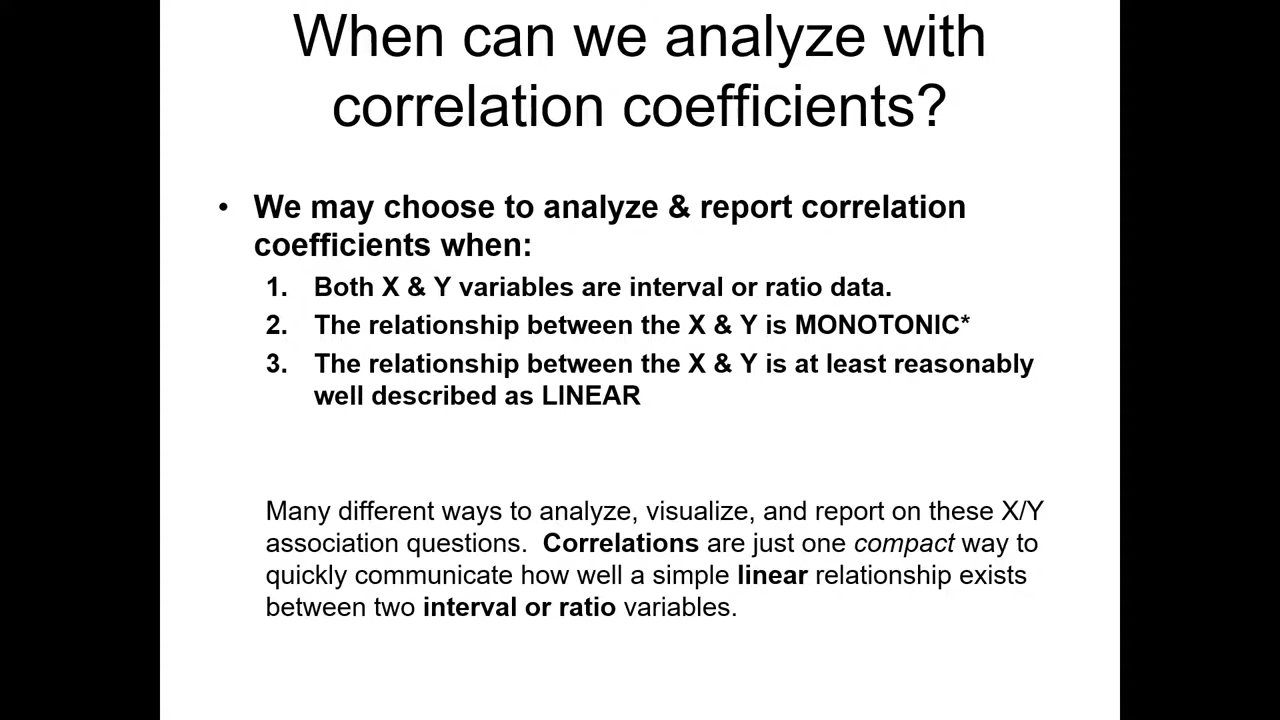 When can we analyze with
correlation coefficients?
• We may choose to analyze & report correlation
coefficients when:
1. Both X & Y variables are interval or ratio data.
2. The relationship between the X & Y is MONOTONIC*
3. The relationship between the X & Y is at least reasonably
well described as LINEAR
Many different ways to analyze, visualize, and report on these X/Y
association questions. Correlations are just one compact way to
quickly communicate how well a simple linear relationship exists
between two interval or ratio variables.